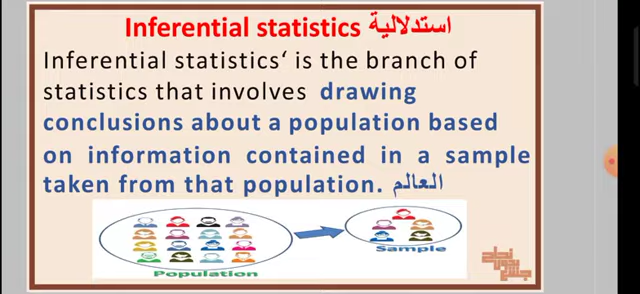 Inferential statistics استدلالية
Inferential statistics‘ is the branch of
statistics that involves drawing
conclusions about a population based
on information contained in a sample
taken from that population. العالم
Population
Sample